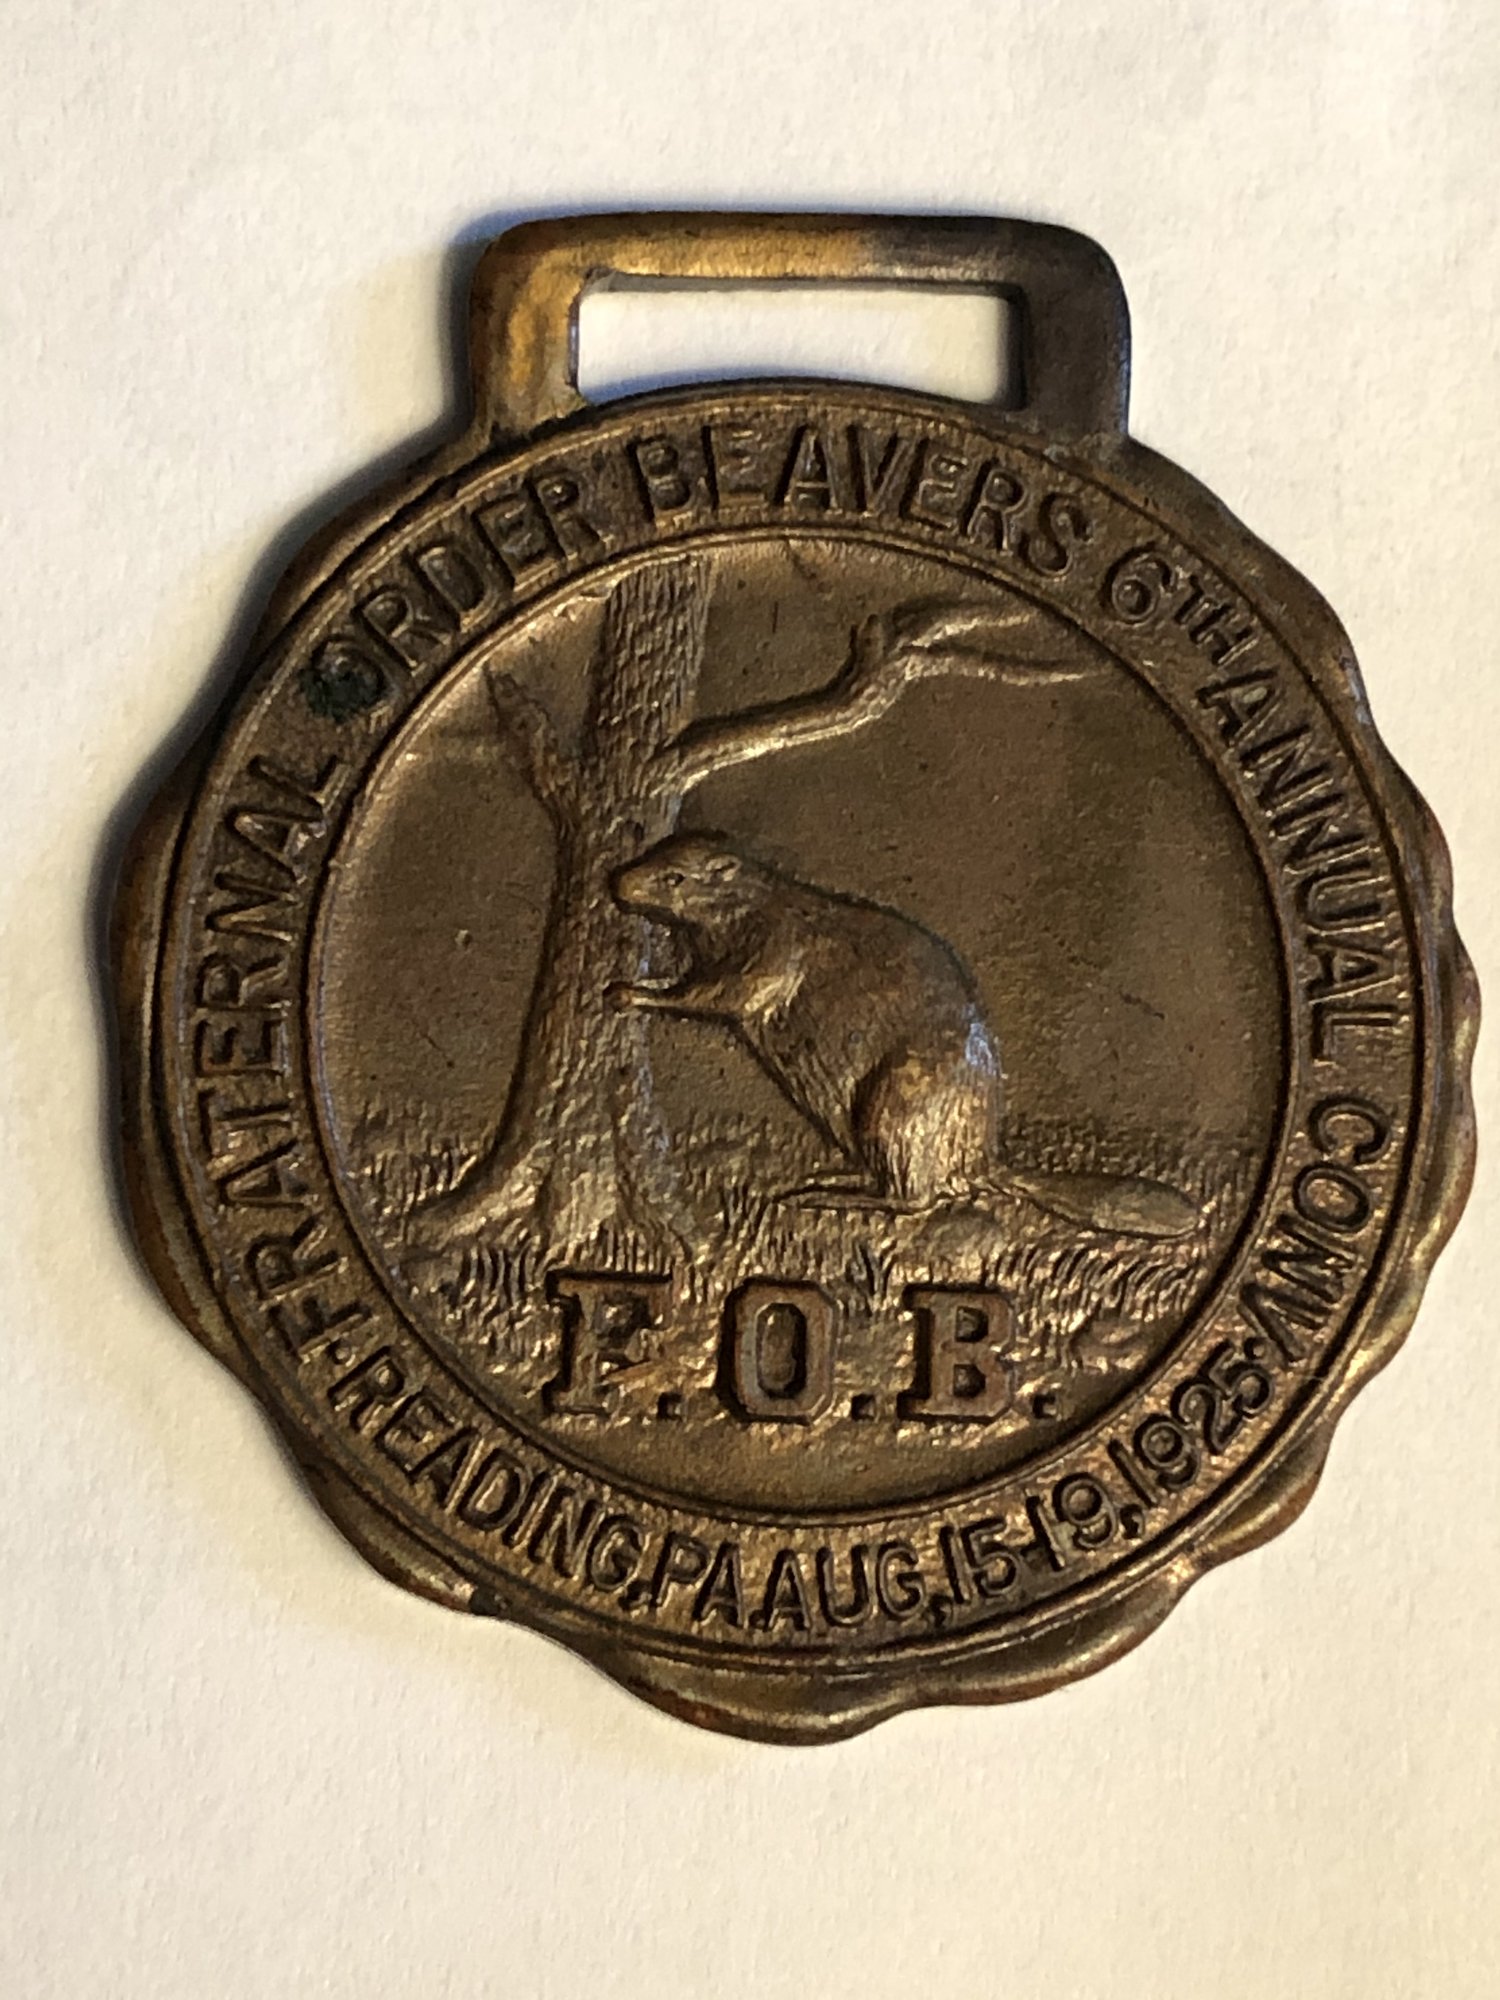 FRATERNAL ORDER BEAVERS 6TH ANNUAL CONV.
F.O.B.
·READING, PA. AUG, 15-19, 1925·